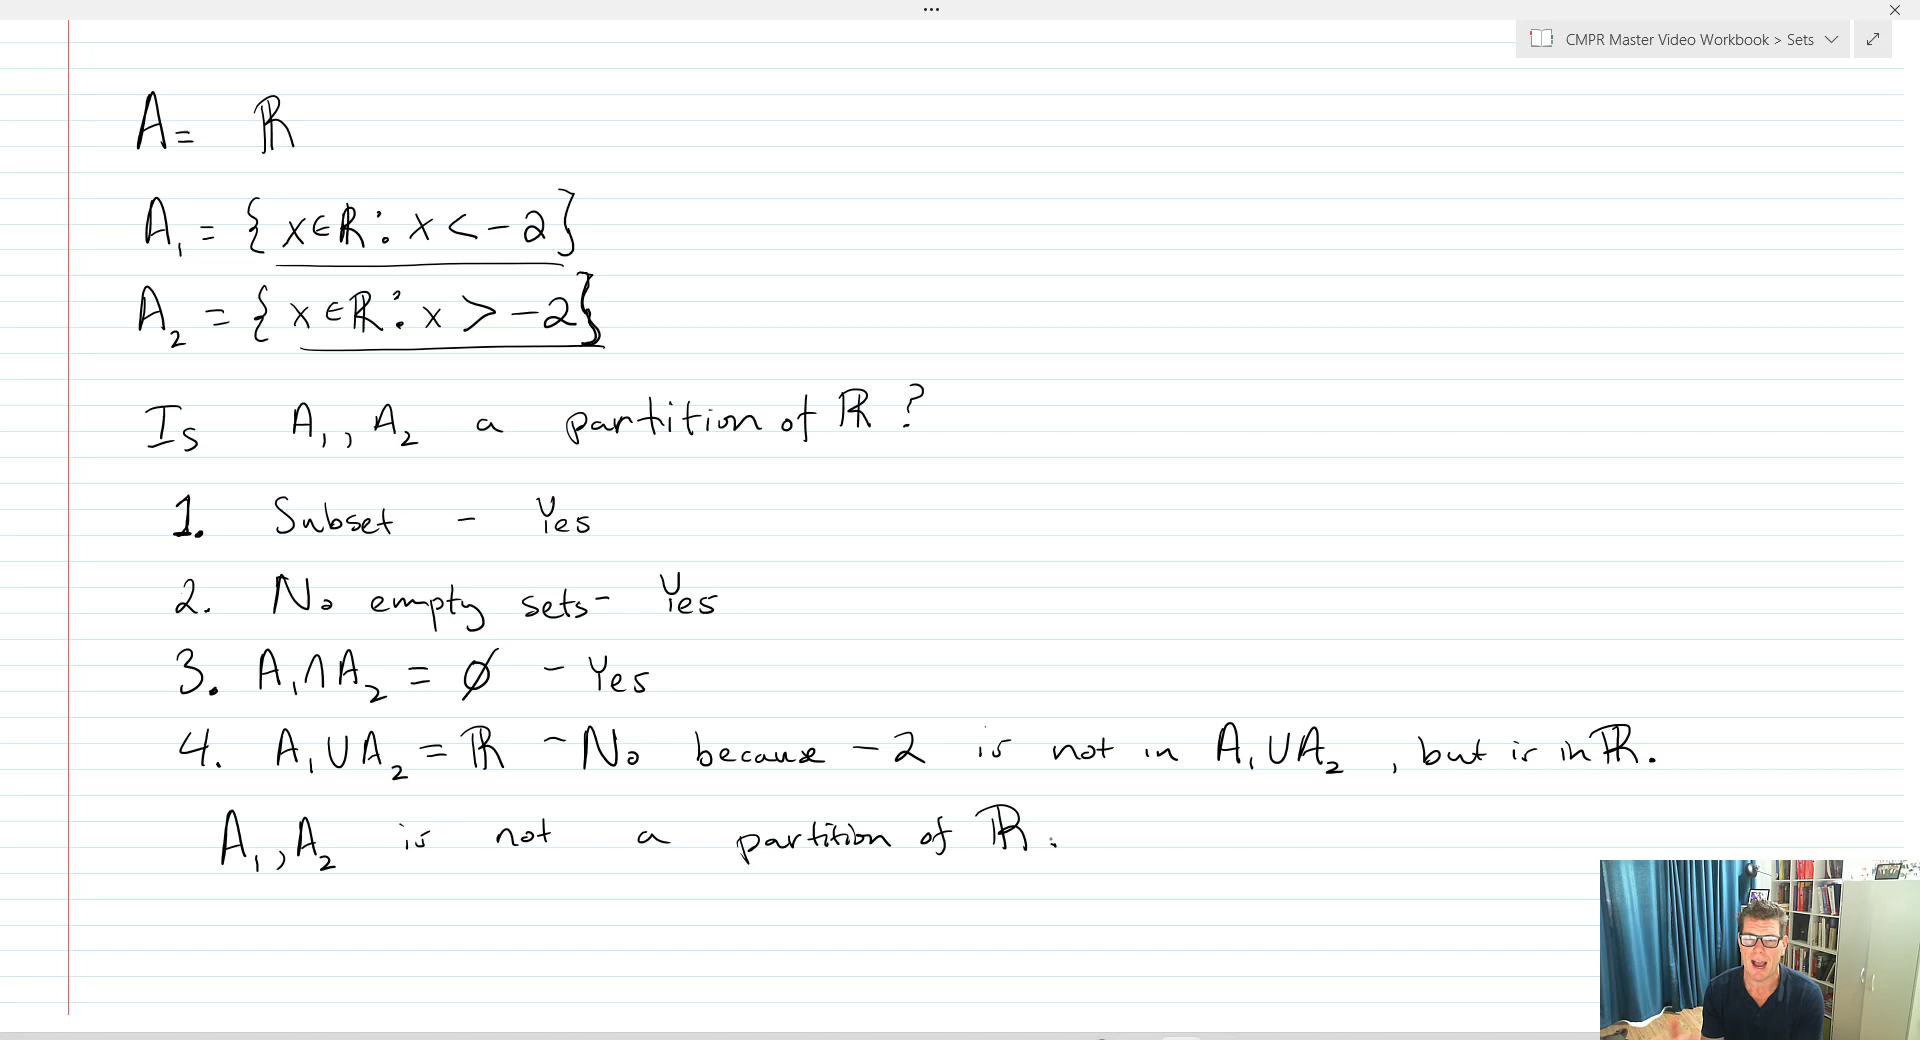 CMPR Master Video Workbook > Sets
A = ℝ
A₁ = { x∈ℝ : x < -2 }
A₂ = { x∈ℝ : x > -2 }
Is A₁, A₂ a partition of ℝ ?
1. Subset - Yes
2. No empty sets - Yes
3. A₁∩A₂ = ∅ - Yes
4. A₁∪A₂ = ℝ - No because -2 is not in A₁∪A₂, but is in ℝ.
A₁, A₂ is not a partition of ℝ.